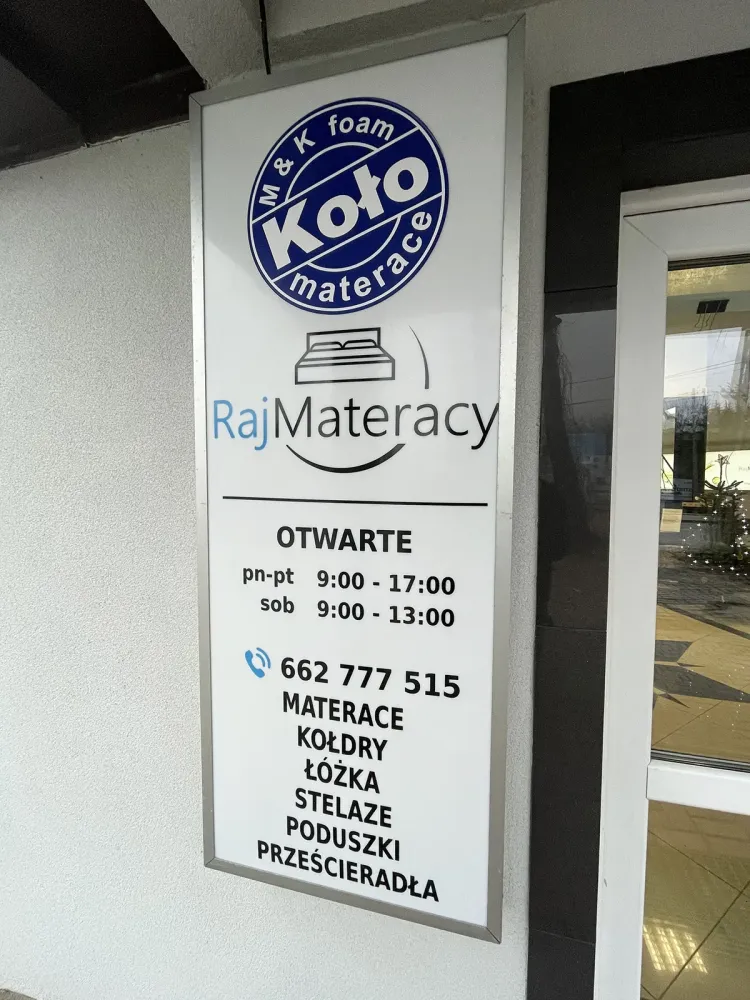 M & K foam
Koło
materace
RajMateracy
OTWARTE
pn-pt 9:00 - 17:00
sob 9:00 - 13:00
662 777 515
MATERACE
KOŁDRY
ŁÓŻKA
STELAZE
PODUSZKI
PRZEŚCIERADŁA